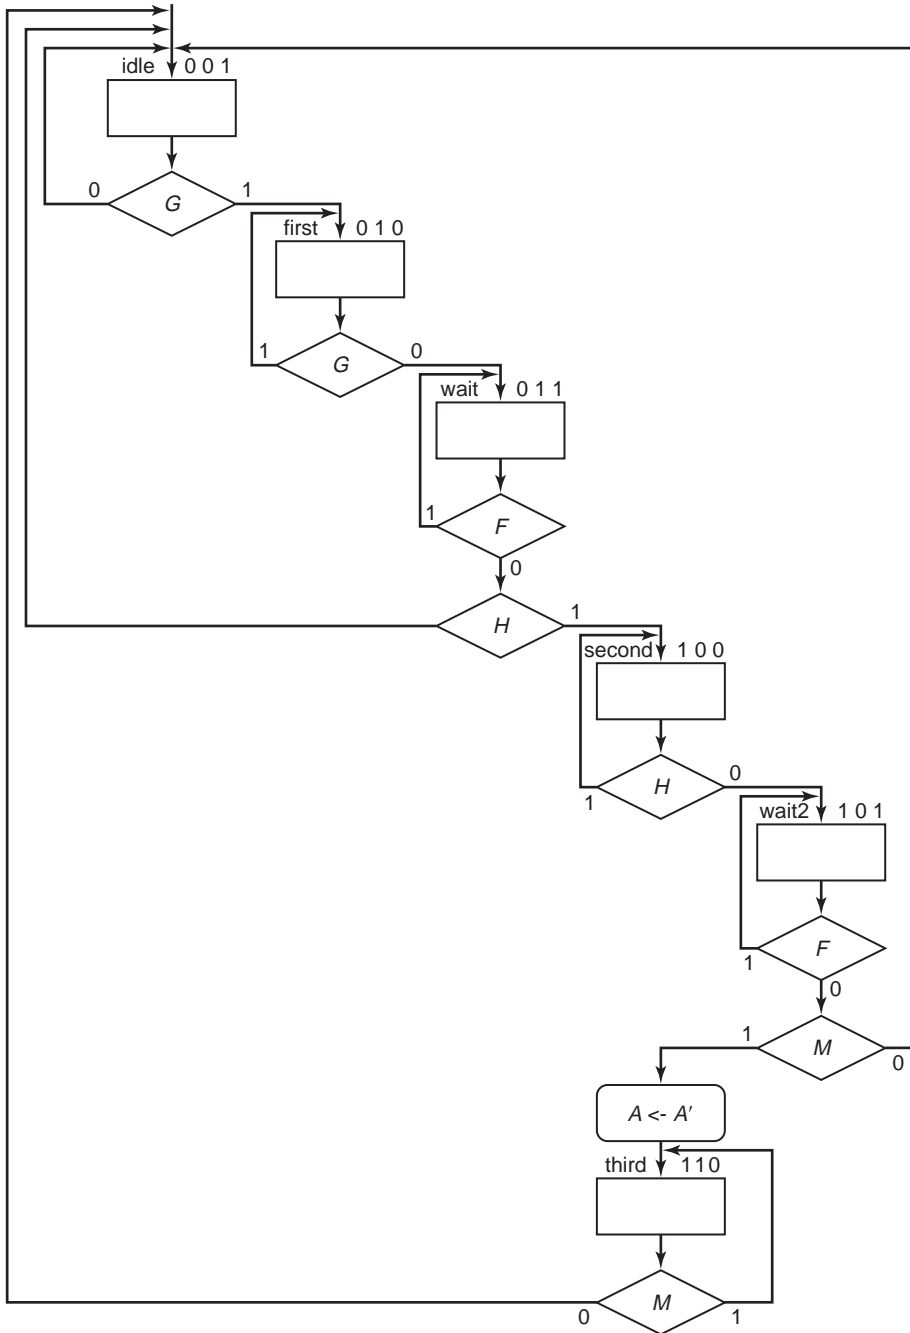 idle 0 0 1
0 G 1
first 0 1 0
1 G 0
wait 0 1 1
1 F
0
H 1
second 1 0 0
1 H 0
wait2 1 0 1
1 F
0
1 M 0
A <- A'
third 1 1 0
0 M 1